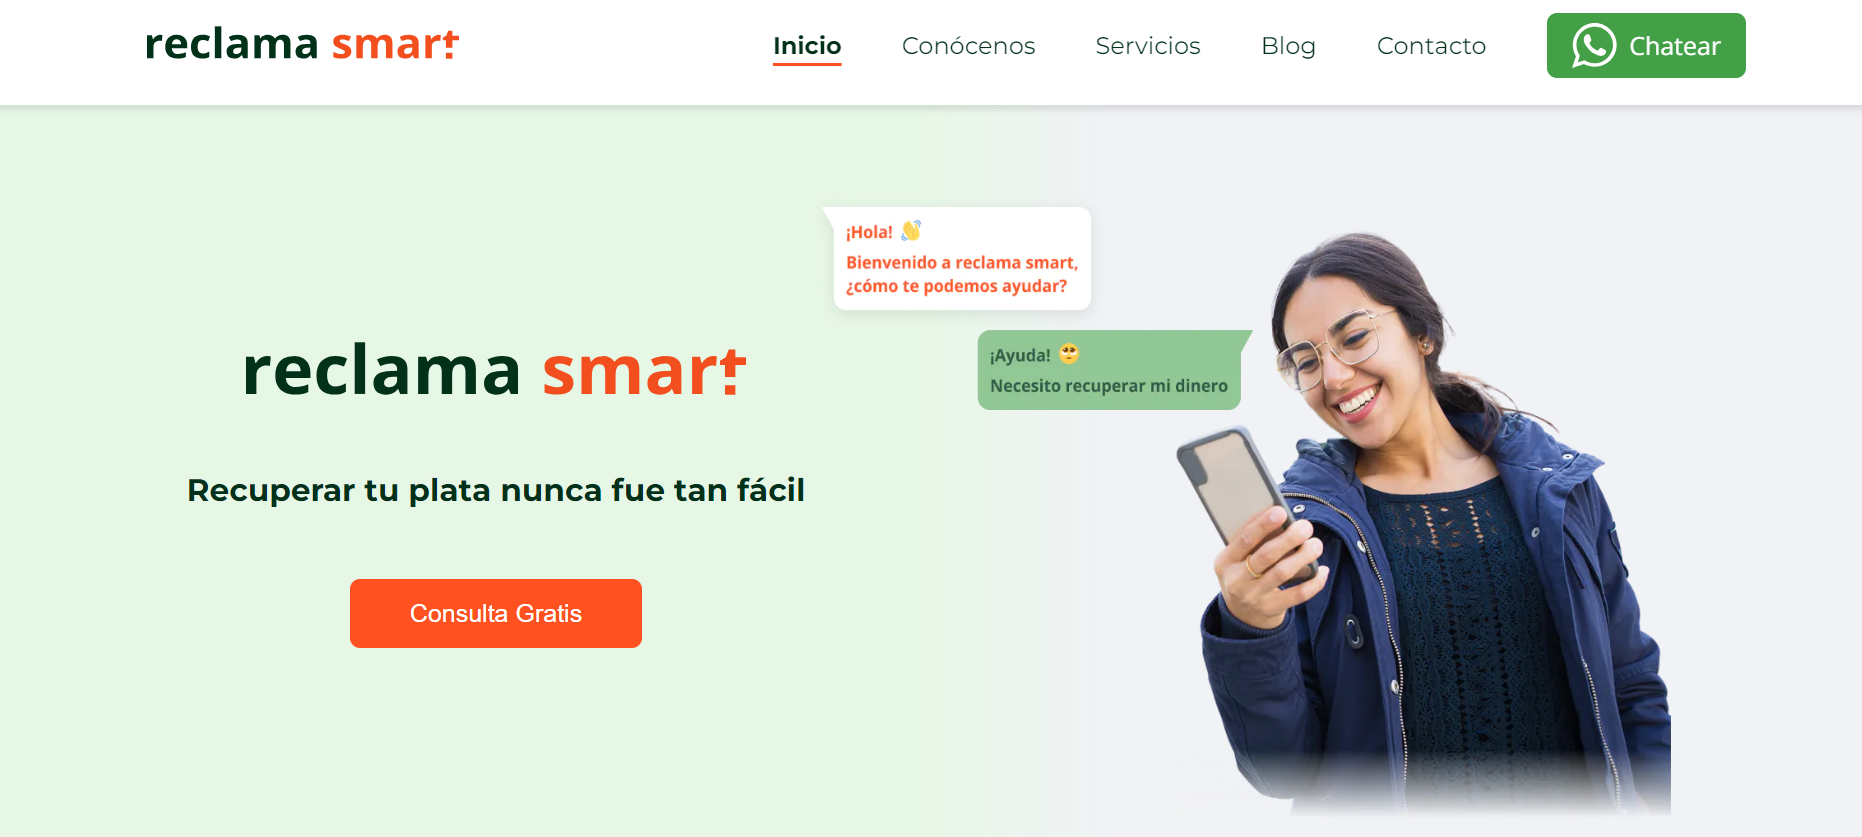 reclama smart
Inicio
Conócenos
Servicios
Blog
Contacto
Chatear
¡Hola! 👋
Bienvenido a reclama smart,
¿cómo te podemos ayudar?
¡Ayuda! 🥺
Necesito recuperar mi dinero
reclama smart
Recuperar tu plata nunca fue tan fácil
Consulta Gratis